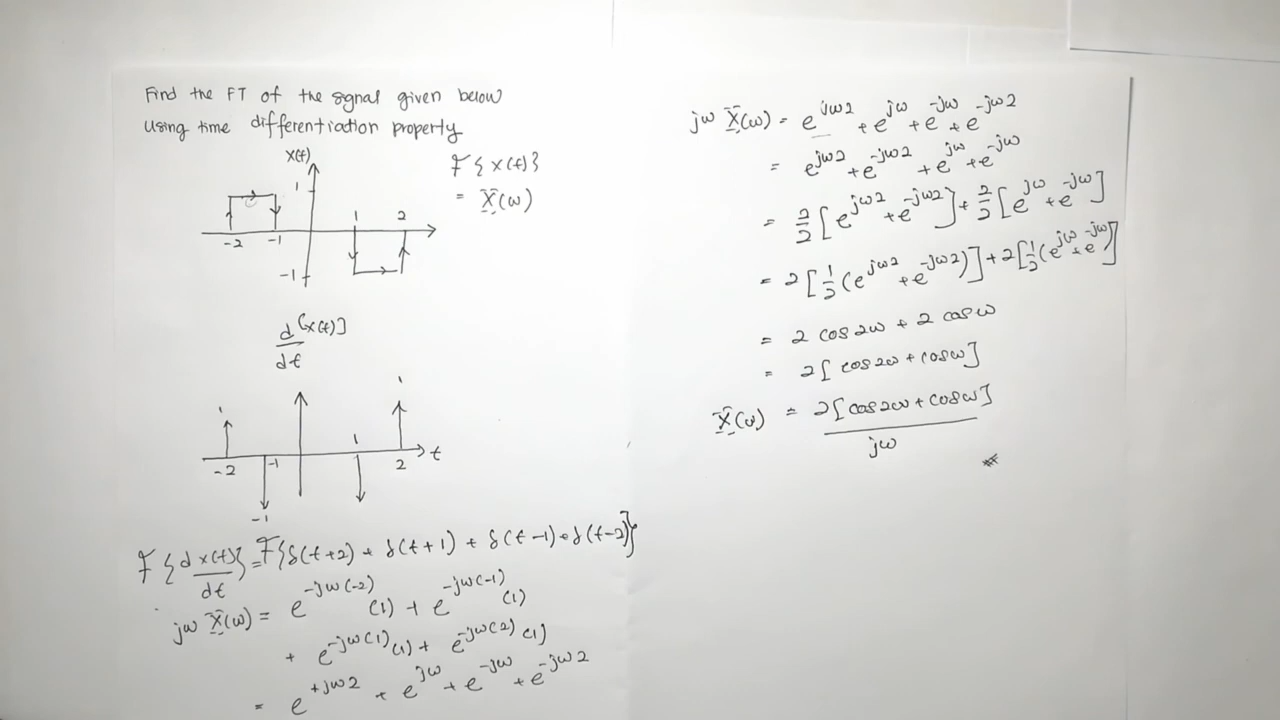 Find the FT of the signal given below
using time differentiation property
x(t)
F { x(t) }
= X(ω)
1
1 2
-2 -1
-1
d [x(t)]
dt
1 1
1
-2 -1 2 t
-1
F { d x(t) / dt } = F { δ(t+2) + δ(t+1) + δ(t-1) + δ(t-2) }
jω X(ω) = e^{-jω(-2)} (1) + e^{-jω(-1)} (1)
+ e^{-jω(1)} (1) + e^{-jω(2)} (1)
= e^{+jω2} + e^{jω} + e^{-jω} + e^{-jω2}
jω X(ω) = e^{jω2} + e^{jω} + e^{-jω} + e^{-jω2}
= e^{jω2} + e^{-jω2} + e^{jω} + e^{-jω}
= 2/2 [ e^{jω2} + e^{-jω2} ] + 2/2 [ e^{jω} + e^{-jω} ]
= 2 [ 1/2 ( e^{jω2} + e^{-jω2} ) ] + 2 [ 1/2 ( e^{jω} + e^{-jω} ) ]
= 2 cos 2ω + 2 cos ω
= 2 [ cos 2ω + cos ω ]
X(ω) = 2 [ cos 2ω + cos ω ]
jω